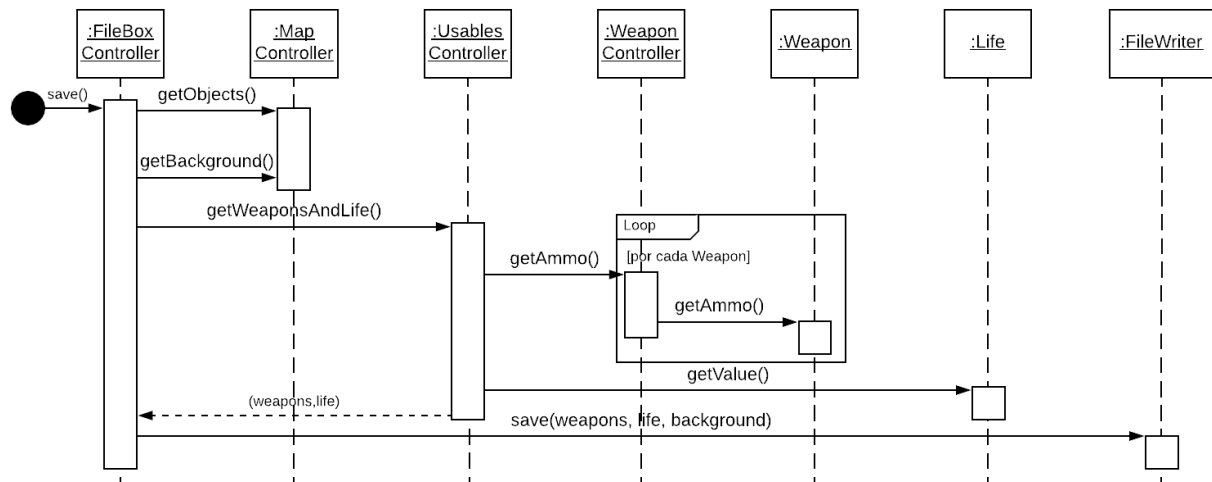 :FileBox
Controller
:Map
Controller
:Usables
Controller
:Weapon
Controller
:Weapon
:Life
:FileWriter
save()
getObjects()
getBackground()
getWeaponsAndLife()
Loop
[por cada Weapon]
getAmmo()
getAmmo()
getValue()
(weapons,life)
save(weapons, life, background)